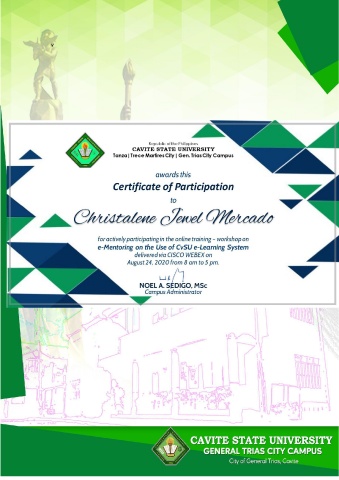 Republic of the Philippines
CAVITE STATE UNIVERSITY
Tanza | Trece Martires City | Gen. Trias City Campus
awards this
Certificate of Participation
to
Christalene Jewel Mercado
for actively participating in the online training - workshop on
e-Mentoring on the Use of CvSU e-Learning System
delivered via CISCO WEBEX on
August 24, 2020 from 8 am to 5 pm.
NOEL A. SEDIGO, MSc
Campus Administrator
CAVITE STATE UNIVERSITY
GENERAL TRIAS CITY CAMPUS
City of General Trias, Cavite